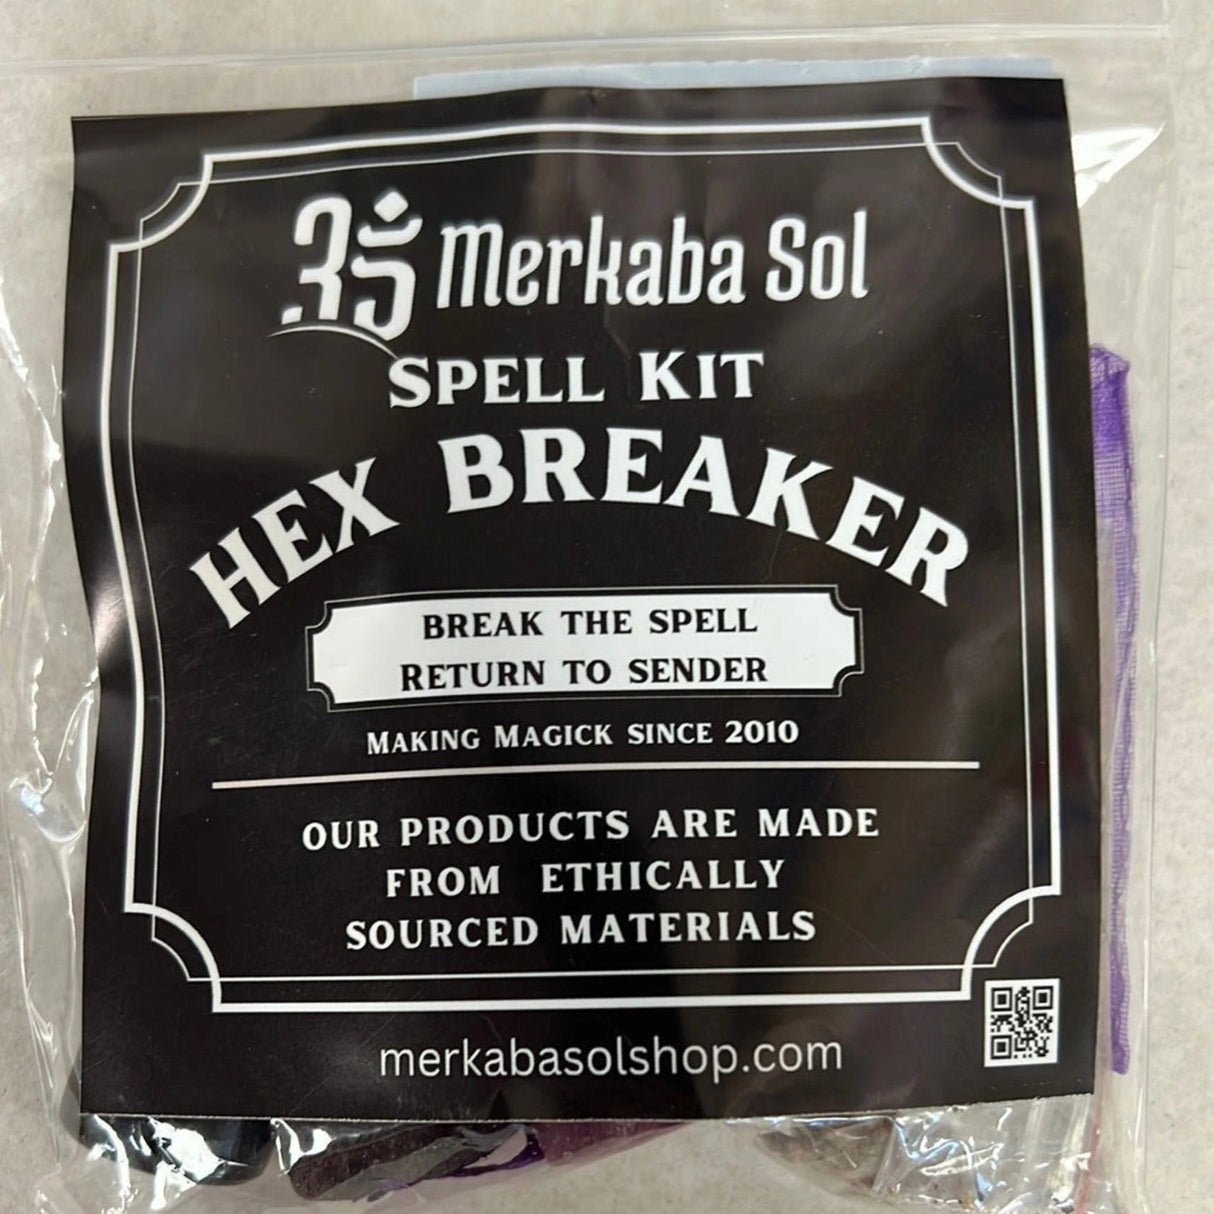 Merkaba Sol
SPELL KIT
HEX BREAKER
BREAK THE SPELL
RETURN TO SENDER
MAKING MAGICK SINCE 2010
OUR PRODUCTS ARE MADE
FROM ETHICALLY
SOURCED MATERIALS
merkabasolshop.com